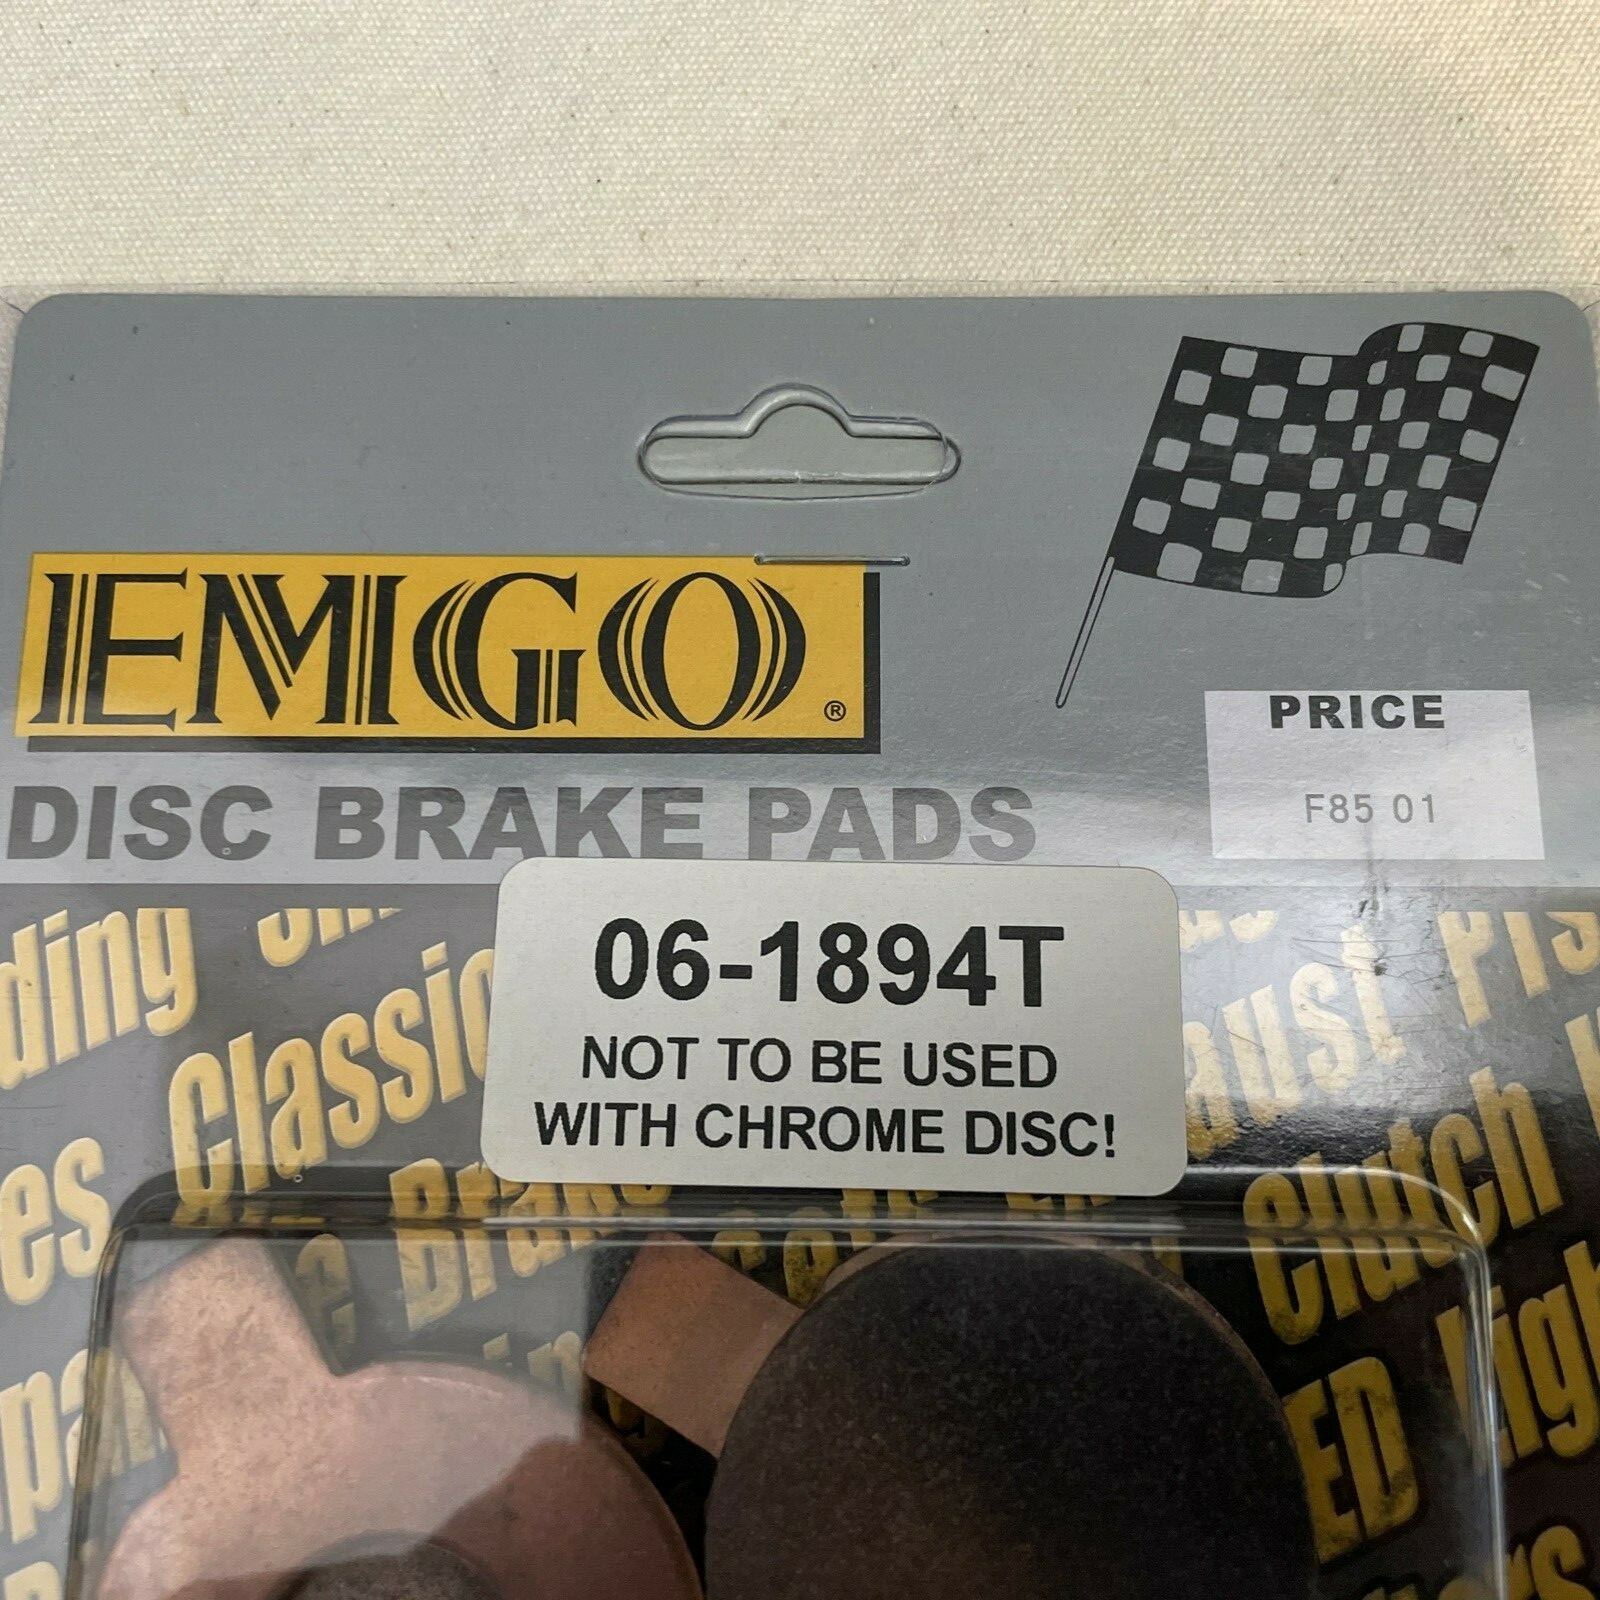 EMGO®
DISC BRAKE PADS
PRICE
F85 01
06-1894T
NOT TO BE USED
WITH CHROME DISC!
Classic
Brake
Clutch